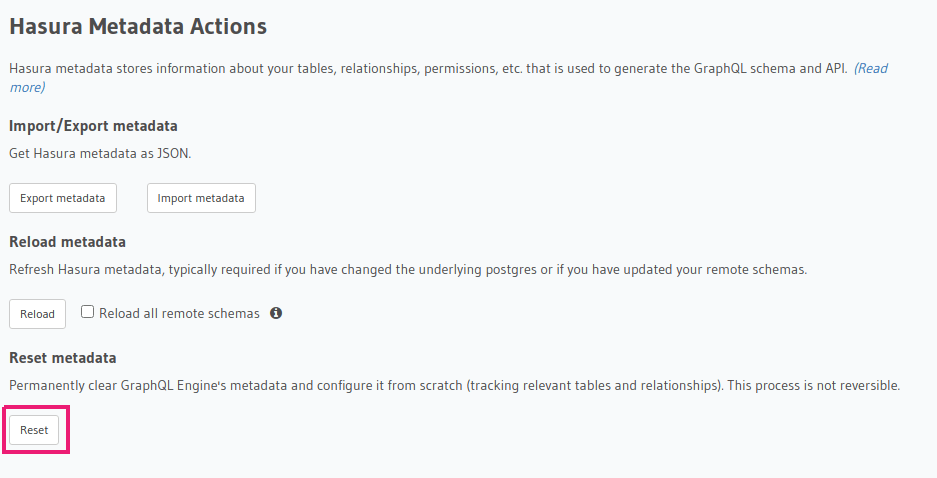 Hasura Metadata Actions
Hasura metadata stores information about your tables, relationships, permissions, etc. that is used to generate the GraphQL schema and API. (Read
more)
Import/Export metadata
Get Hasura metadata as JSON.
Export metadata Import metadata
Reload metadata
Refresh Hasura metadata, typically required if you have changed the underlying postgres or if you have updated your remote schemas.
Reload Reload all remote schemas
Reset metadata
Permanently clear GraphQL Engine's metadata and configure it from scratch (tracking relevant tables and relationships). This process is not reversible.
Reset